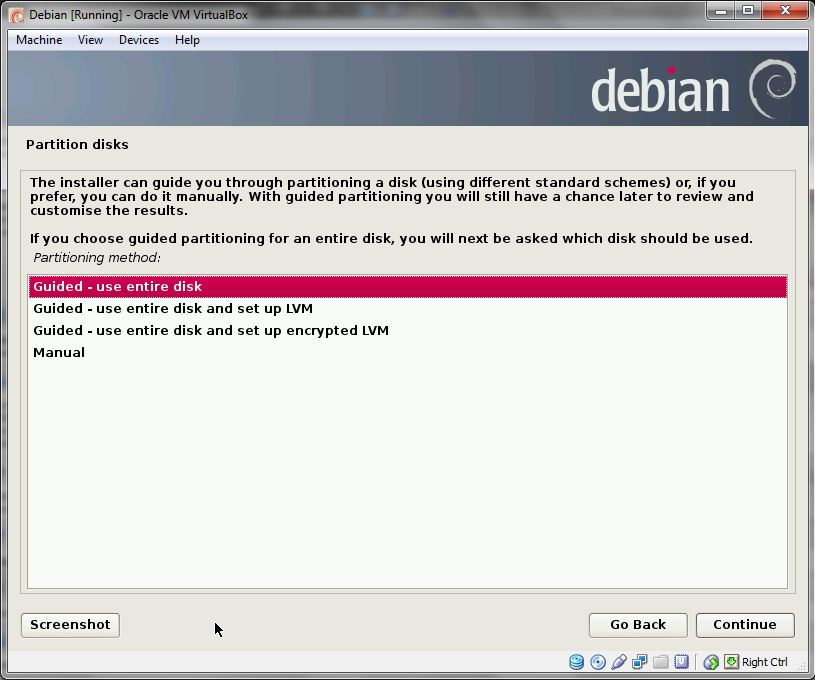 Debian [Running] - Oracle VM VirtualBox
Machine View Devices Help
debian
Partition disks
The installer can guide you through partitioning a disk (using different standard schemes) or, if you
prefer, you can do it manually. With guided partitioning you will still have a chance later to review and
customise the results.
If you choose guided partitioning for an entire disk, you will next be asked which disk should be used.
Partitioning method:
Guided - use entire disk
Guided - use entire disk and set up LVM
Guided - use entire disk and set up encrypted LVM
Manual
Screenshot Go Back Continue
Right Ctrl